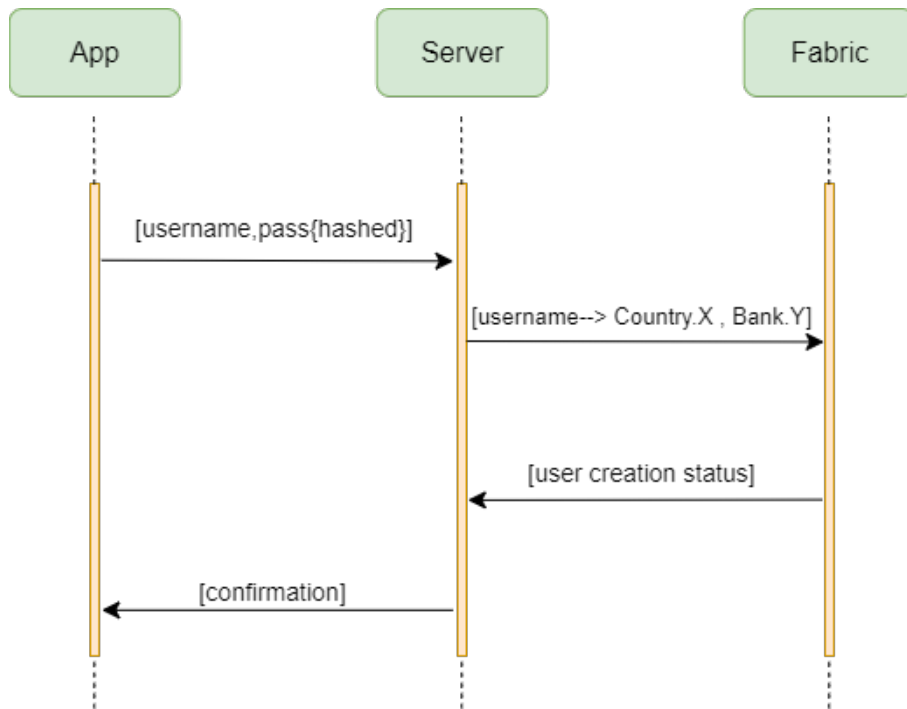 App
Server
Fabric
[username,pass{hashed}]
[username--> Country.X , Bank.Y]
[user creation status]
[confirmation]